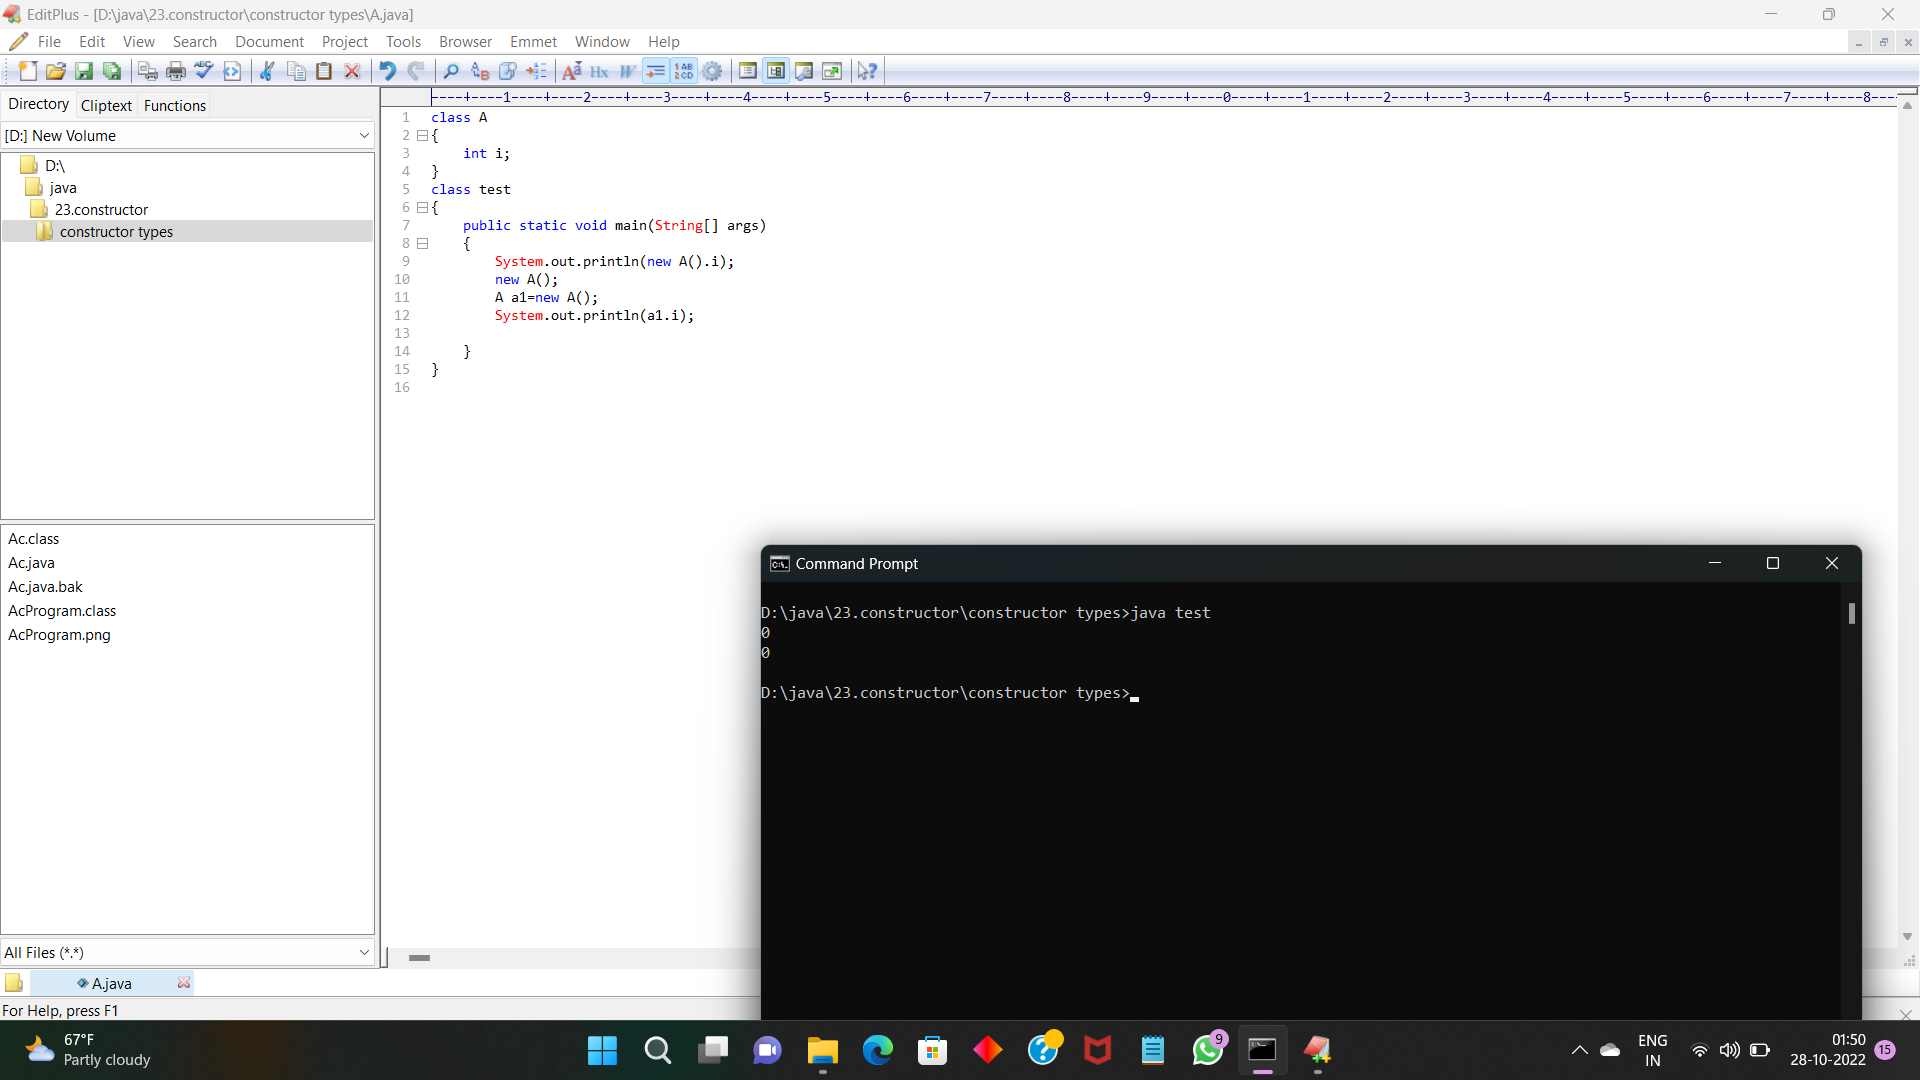 EditPlus - [D:\java\23.constructor\constructor types\A.java]
File Edit View Search Document Project Tools Browser Emmet Window Help
Directory Cliptext Functions
[D:] New Volume
D:\
java
23.constructor
constructor types
Ac.class
Ac.java
Ac.java.bak
AcProgram.class
AcProgram.png
All Files (*.*)
A.java
For Help, press F1
----+----1----+----2----+----3----+----4----+----5----+----6----+----7----+----8----+----9----+----0----+----1----+----2----+----3----+----4----+----5----+----6----+----7----+----8----
1 class A
2 {
3 int i;
4 }
5 class test
6 {
7 public static void main(String[] args)
8 {
9 System.out.println(new A().i);
10 new A();
11 A a1=new A();
12 System.out.println(a1.i);
13
14 }
15 }
16
Command Prompt
D:\java\23.constructor\constructor types>java test
0
0
D:\java\23.constructor\constructor types>
67°F
Partly cloudy
9
ENG
IN
01:50
28-10-2022
15